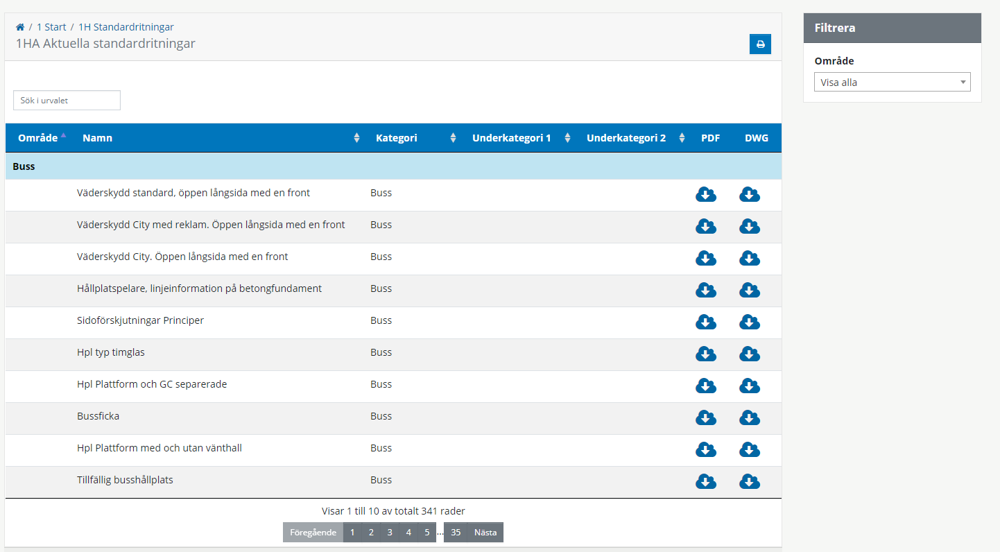 / 1 Start / 1H Standardritningar
1HA Aktuella standardritningar
Filtrera
Område
Visa alla
Sök i urvalet
Område Namn Kategori Underkategori 1 Underkategori 2 PDF DWG
Buss
Väderskydd standard, öppen långsida med en front Buss
Väderskydd City med reklam. Öppen långsida med en front Buss
Väderskydd City. Öppen långsida med en front Buss
Hållplatspelare, linjeinformation på betongfundament Buss
Sidoförskjutningar Principer Buss
Hpl typ timglas Buss
Hpl Plattform och GC separerade Buss
Bussficka Buss
Hpl Plattform med och utan vänthall Buss
Tillfällig busshållplats Buss
Visar 1 till 10 av totalt 341 rader
Föregående 1 2 3 4 5 ... 35 Nästa